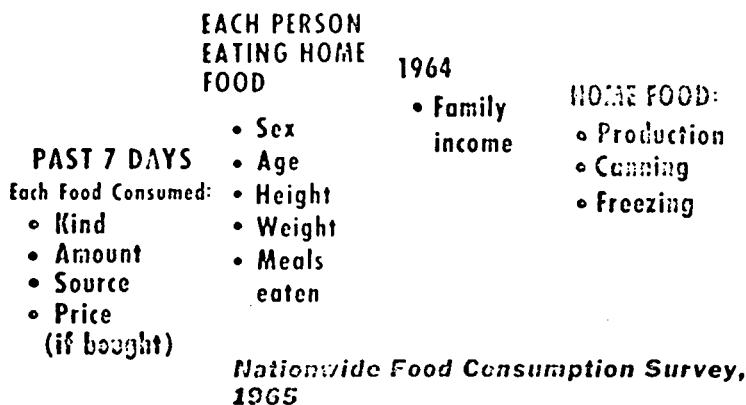 EACH PERSON
EATING HOME
FOOD
• Sex
• Age
• Height
• Weight
• Meals
eaten
1964
• Family
income
HOME FOOD:
• Production
• Canning
• Freezing
PAST 7 DAYS
Each Food Consumed:
• Kind
• Amount
• Source
• Price
(if bought)
Nationwide Food Consumption Survey,
1965